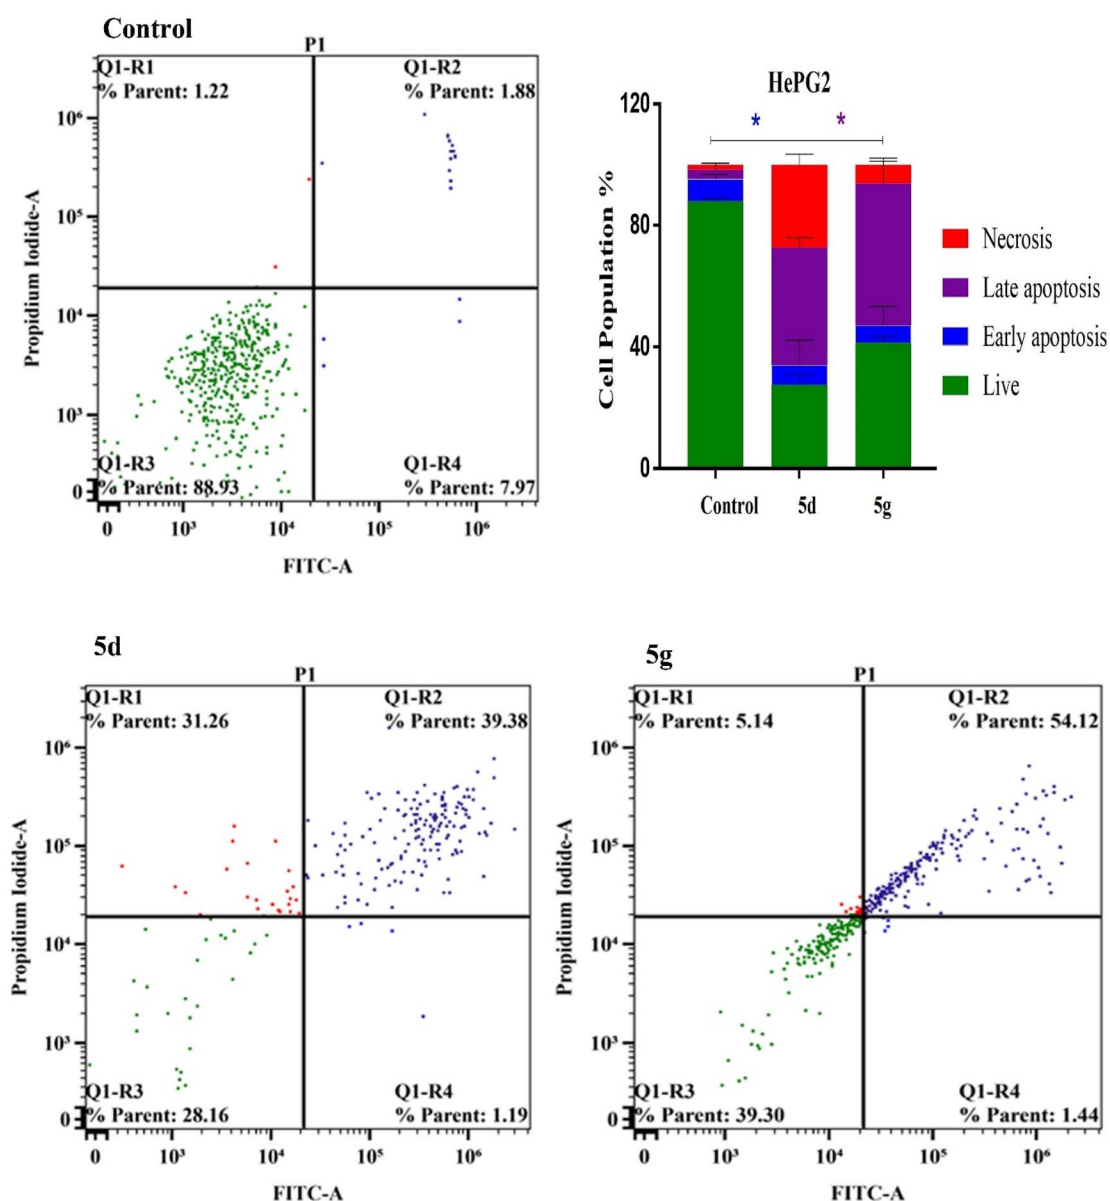 Control
P1
Q1-R1
% Parent: 1.22
Q1-R2
% Parent: 1.88
Q1-R3
% Parent: 88.93
Q1-R4
% Parent: 7.97
Propidium Iodide-A
10⁶
10⁵
10⁴
10³
0
0 10³ 10⁴ 10⁵ 10⁶
FITC-A
HePG2
* *
Cell Population %
120
80
40
0
Control 5d 5g
Necrosis
Late apoptosis
Early apoptosis
Live
5d
P1
Q1-R1
% Parent: 31.26
Q1-R2
% Parent: 39.38
Q1-R3
% Parent: 28.16
Q1-R4
% Parent: 1.19
Propidium Iodide-A
10⁶
10⁵
10⁴
10³
0
0 10³ 10⁴ 10⁵ 10⁶
FITC-A
5g
P1
Q1-R1
% Parent: 5.14
Q1-R2
% Parent: 54.12
Q1-R3
% Parent: 39.30
Q1-R4
% Parent: 1.44
Propidium Iodide-A
10⁶
10⁵
10⁴
10³
0
0 10³ 10⁴ 10⁵ 10⁶
FITC-A